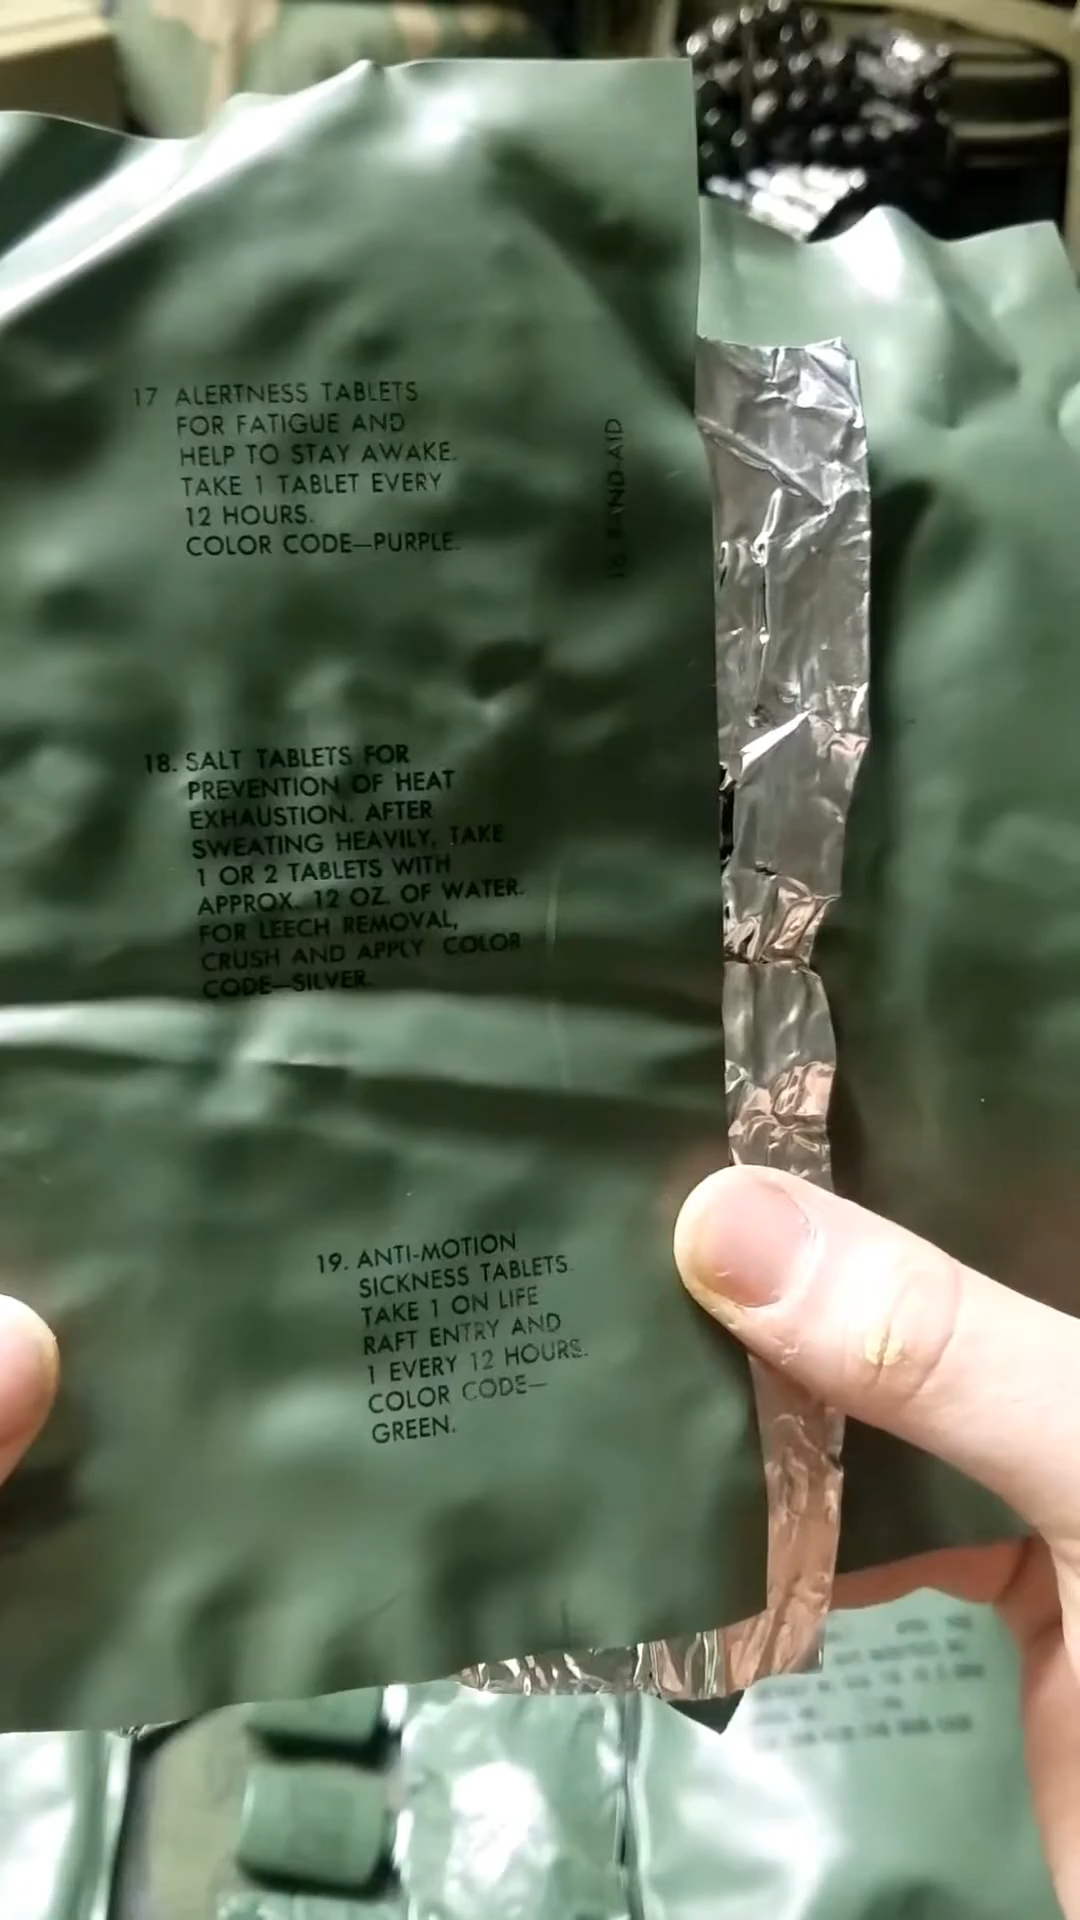 17 ALERTNESS TABLETS
FOR FATIGUE AND
HELP TO STAY AWAKE.
TAKE 1 TABLET EVERY
12 HOURS.
COLOR CODE—PURPLE.
BAND-AID
18. SALT TABLETS FOR
PREVENTION OF HEAT
EXHAUSTION. AFTER
SWEATING HEAVILY, TAKE
1 OR 2 TABLETS WITH
APPROX. 12 OZ. OF WATER.
FOR LEECH REMOVAL,
CRUSH AND APPLY COLOR
CODE—SILVER.
19. ANTI-MOTION
SICKNESS TABLETS
TAKE 1 ON LIFE
RAFT ENTRY AND
1 EVERY 12 HOURS.
COLOR CODE—
GREEN.